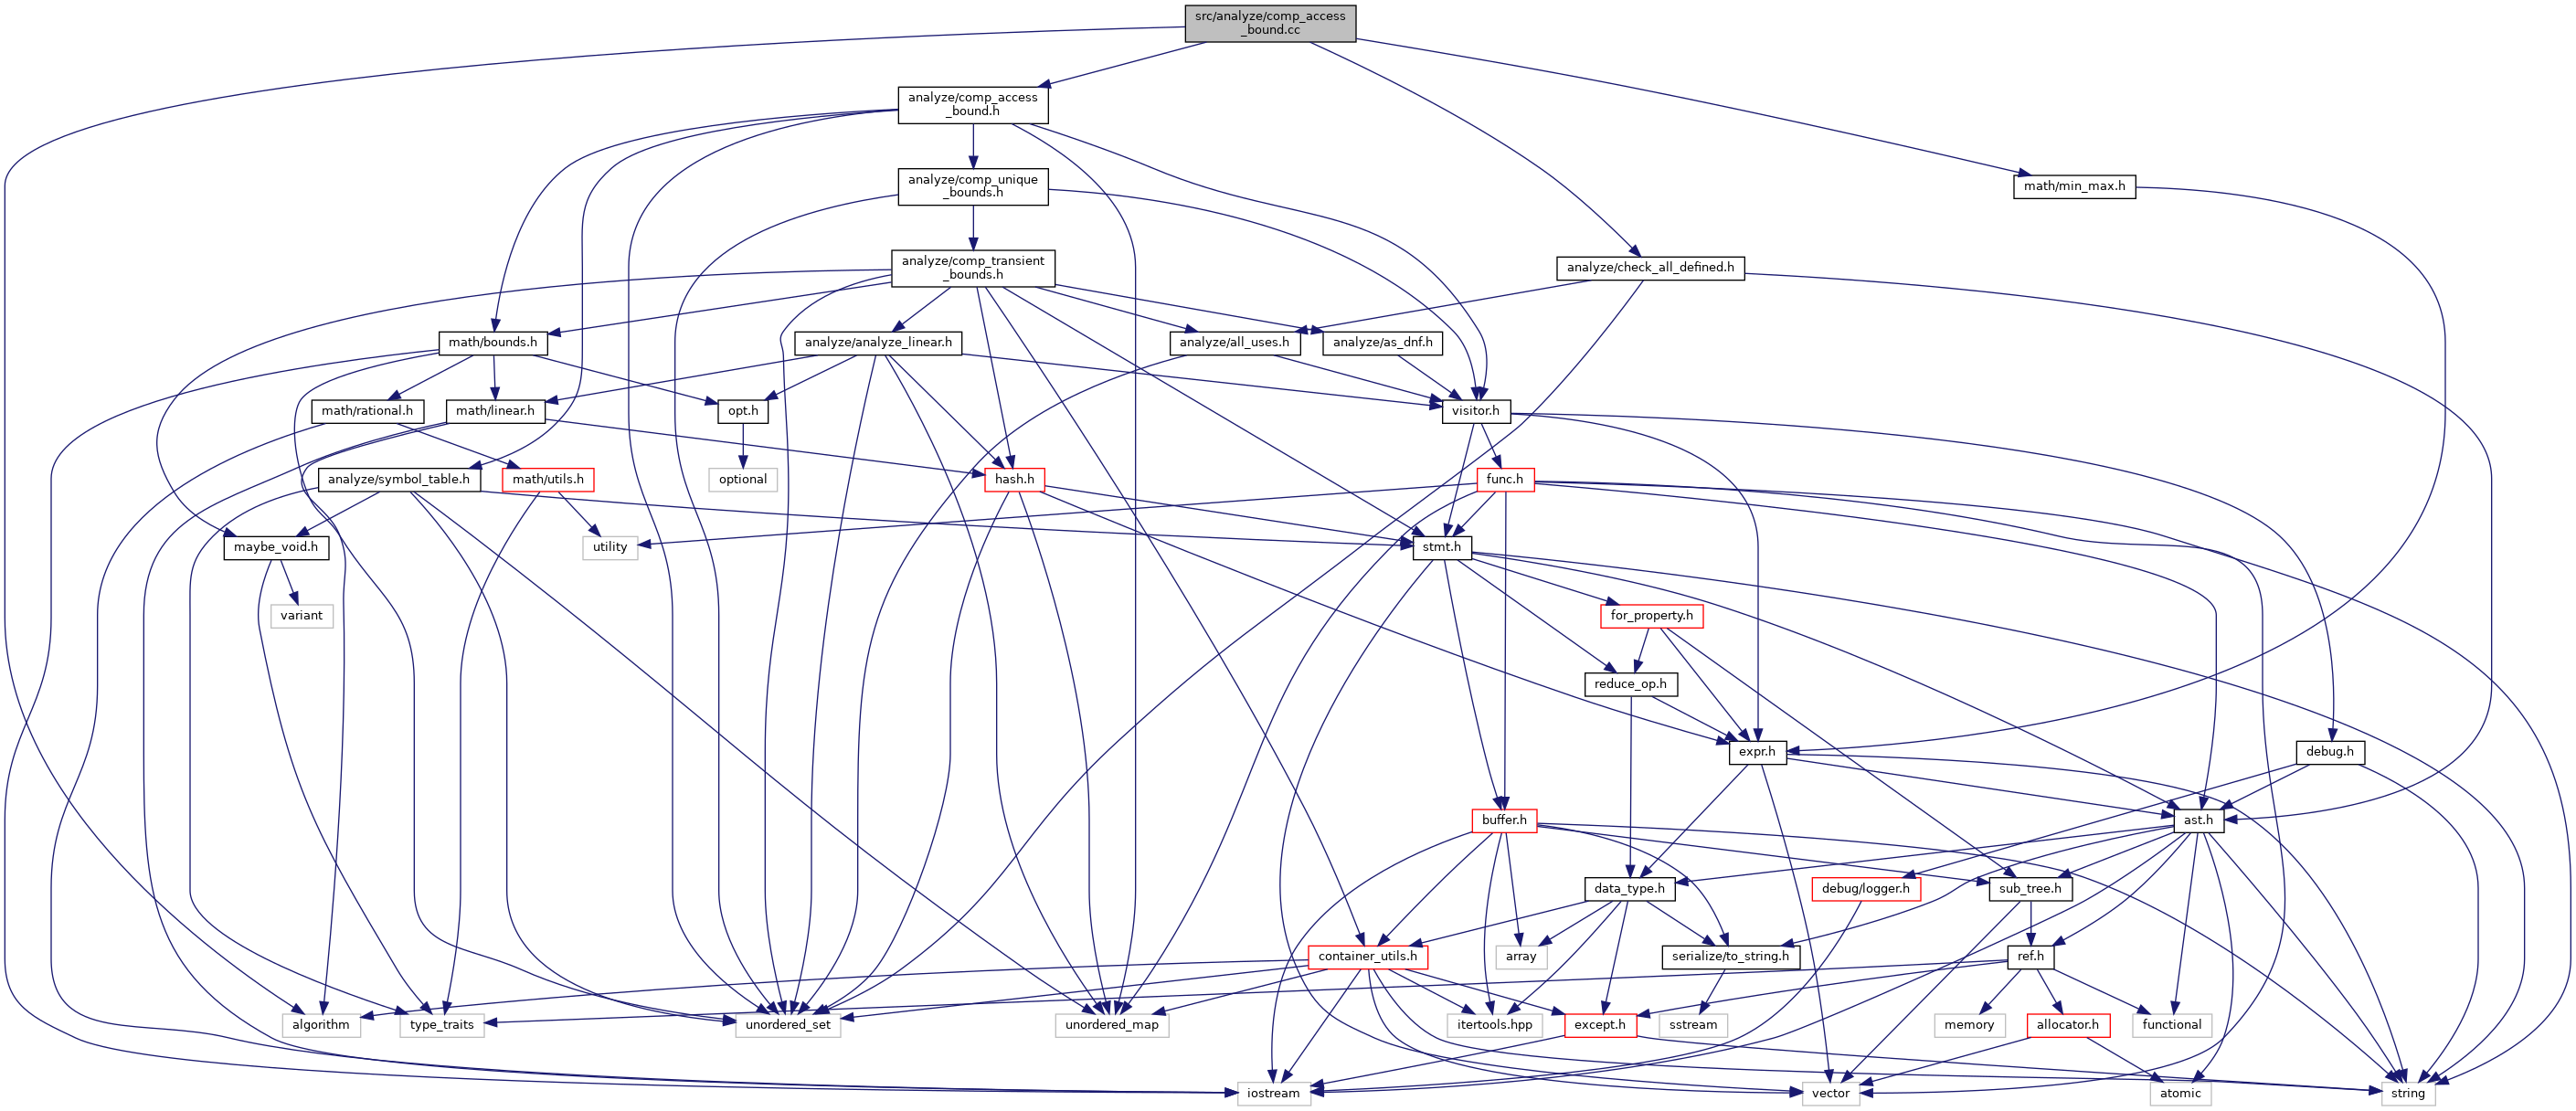 src/analyze/comp_access
_bound.cc
analyze/comp_access
_bound.h
analyze/comp_unique
_bounds.h
math/min_max.h
analyze/comp_transient
_bounds.h
analyze/check_all_defined.h
math/bounds.h
analyze/analyze_linear.h
analyze/all_uses.h
analyze/as_dnf.h
math/rational.h
math/linear.h
opt.h
visitor.h
analyze/symbol_table.h
math/utils.h
optional
hash.h
func.h
maybe_void.h
utility
stmt.h
variant
for_property.h
reduce_op.h
expr.h
debug.h
buffer.h
ast.h
data_type.h
debug/logger.h
sub_tree.h
container_utils.h
array
serialize/to_string.h
ref.h
algorithm
type_traits
unordered_set
unordered_map
itertools.hpp
except.h
sstream
memory
allocator.h
functional
iostream
vector
atomic
string